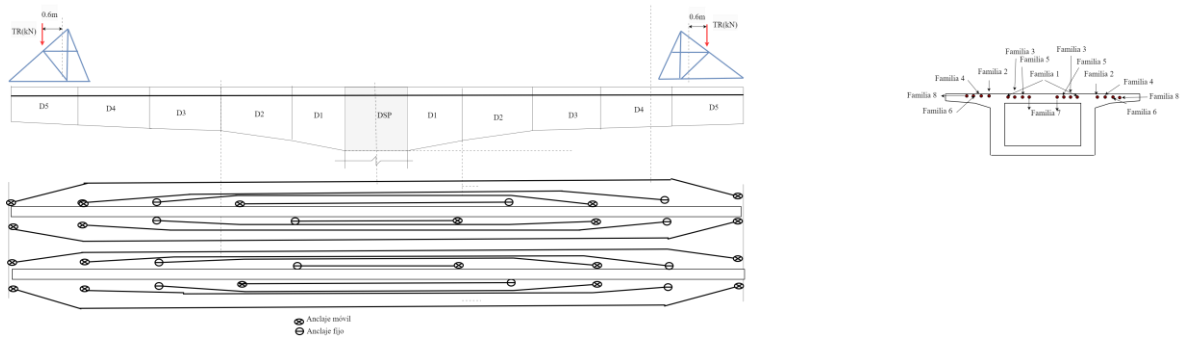 0.6m
TR(kN)
0.6m
TR(kN)
D5 D4 D3 D2 D1 DSP D1 D2 D3 D4 D5
Anclaje móvil
Anclaje fijo
Familia 3
Familia 5
Familia 4 Familia 2 Familia 1
Familia 8
Familia 6
Familia 7
Familia 3
Familia 5
Familia 2
Familia 4
Familia 8
Familia 6